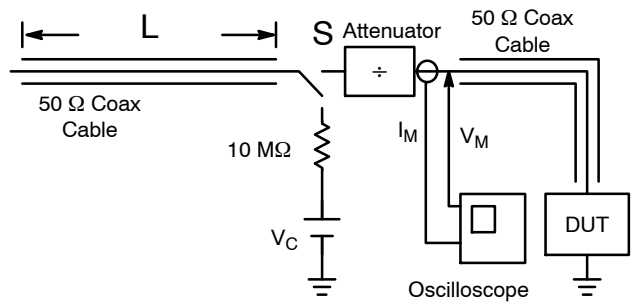 L
S
Attenuator
÷
50 Ω Coax
Cable
50 Ω Coax
Cable
10 MΩ
I_M
V_M
V_C
DUT
Oscilloscope